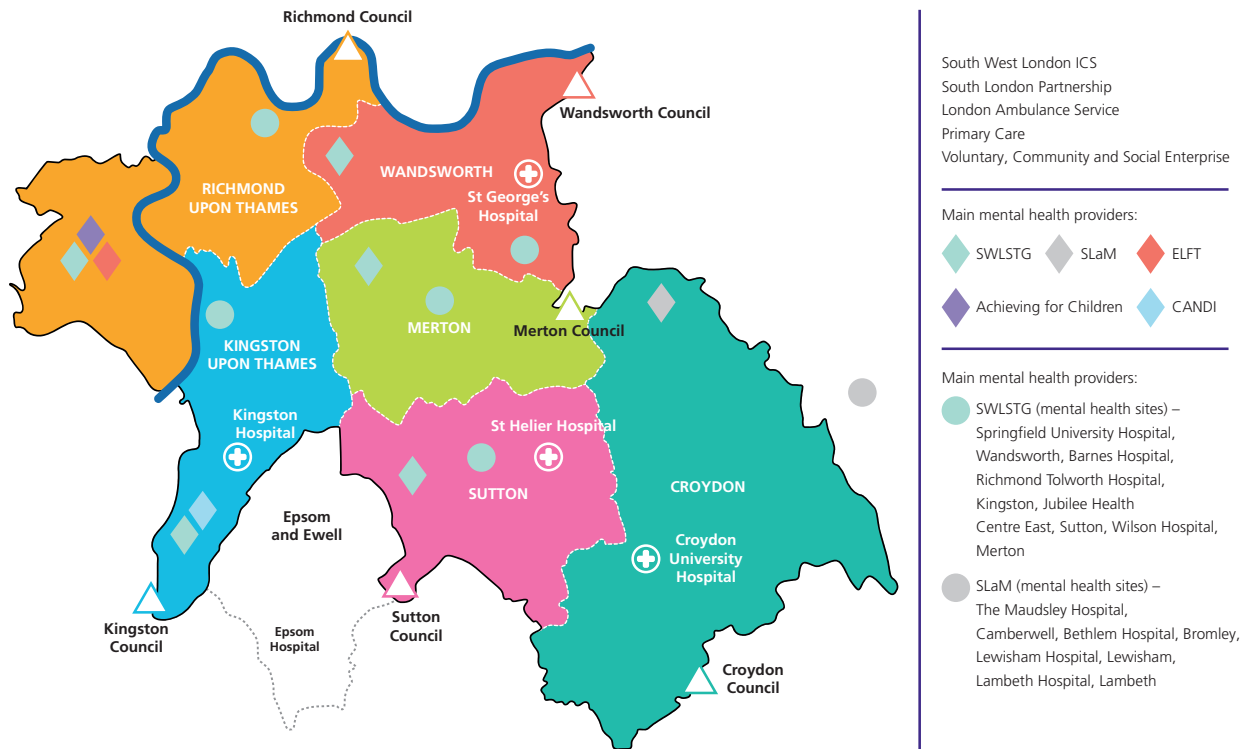 Richmond Council
Wandsworth Council
WANDSWORTH
St George's
Hospital
RICHMOND
UPON THAMES
MERTON
Merton Council
KINGSTON
UPON THAMES
Kingston
Hospital
St Helier Hospital
SUTTON
CROYDON
Epsom
and Ewell
Croydon
University
Hospital
Kingston
Council
Epsom
Hospital
Sutton
Council
Croydon
Council
South West London ICS
South London Partnership
London Ambulance Service
Primary Care
Voluntary, Community and Social Enterprise
Main mental health providers:
SWLSTG
SLaM
ELFT
Achieving for Children
CANDI
Main mental health providers:
SWLSTG (mental health sites) –
Springfield University Hospital,
Wandsworth, Barnes Hospital,
Richmond Tolworth Hospital,
Kingston, Jubilee Health
Centre East, Sutton, Wilson Hospital,
Merton
SLaM (mental health sites) –
The Maudsley Hospital,
Camberwell, Bethlem Hospital, Bromley,
Lewisham Hospital, Lewisham,
Lambeth Hospital, Lambeth